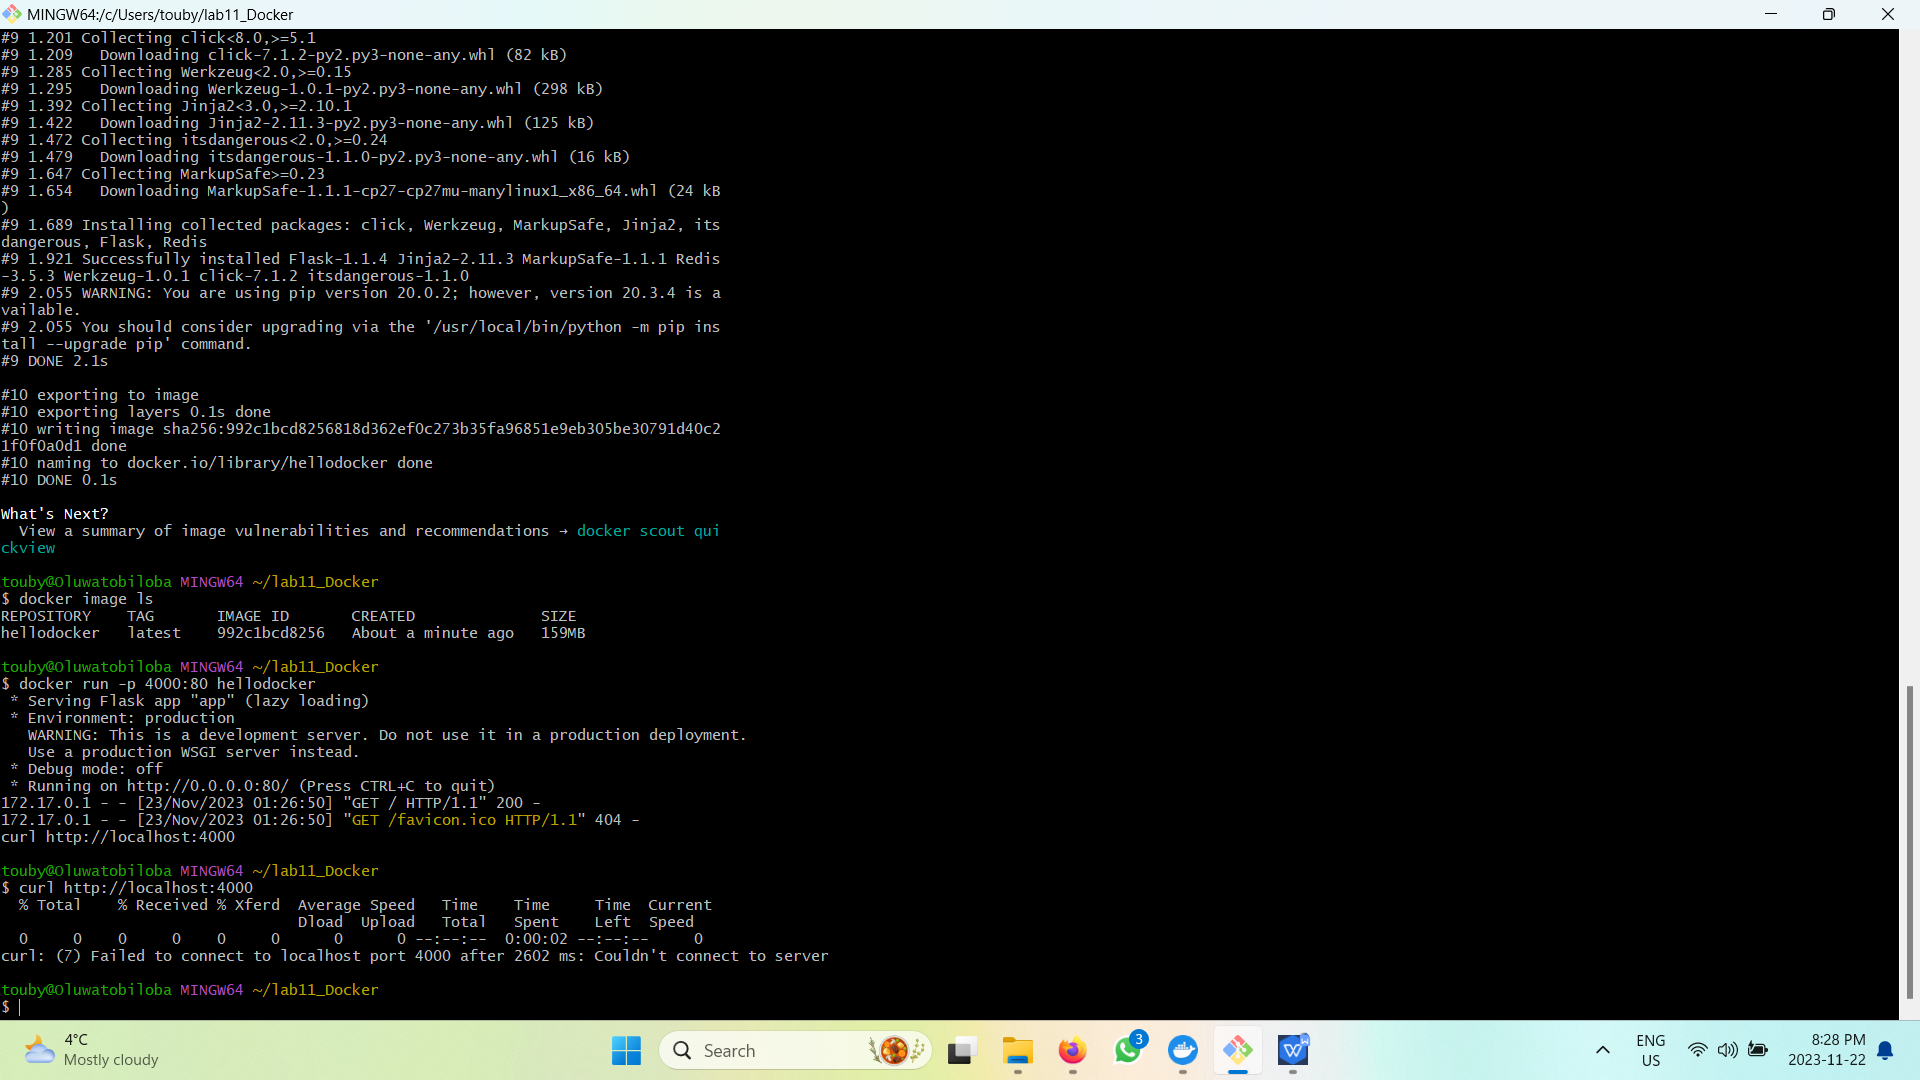 MINGW64:/c/Users/touby/lab11_Docker
#9 1.201 Collecting click<8.0,>=5.1
#9 1.209   Downloading click-7.1.2-py2.py3-none-any.whl (82 kB)
#9 1.285 Collecting Werkzeug<2.0,>=0.15
#9 1.295   Downloading Werkzeug-1.0.1-py2.py3-none-any.whl (298 kB)
#9 1.392 Collecting Jinja2<3.0,>=2.10.1
#9 1.422   Downloading Jinja2-2.11.3-py2.py3-none-any.whl (125 kB)
#9 1.472 Collecting itsdangerous<2.0,>=0.24
#9 1.479   Downloading itsdangerous-1.1.0-py2.py3-none-any.whl (16 kB)
#9 1.647 Collecting MarkupSafe>=0.23
#9 1.654   Downloading MarkupSafe-1.1.1-cp27-cp27mu-manylinux1_x86_64.whl (24 kB
)
#9 1.689 Installing collected packages: click, Werkzeug, MarkupSafe, Jinja2, its
dangerous, Flask, Redis
#9 1.921 Successfully installed Flask-1.1.4 Jinja2-2.11.3 MarkupSafe-1.1.1 Redis
-3.5.3 Werkzeug-1.0.1 click-7.1.2 itsdangerous-1.1.0
#9 2.055 WARNING: You are using pip version 20.0.2; however, version 20.3.4 is a
vailable.
#9 2.055 You should consider upgrading via the '/usr/local/bin/python -m pip ins
tall --upgrade pip' command.
#9 DONE 2.1s
#10 exporting to image
#10 exporting layers 0.1s done
#10 writing image sha256:992c1bcd8256818d362ef0c273b35fa96851e9eb305be30791d40c2
1f0f0a0d1 done
#10 naming to docker.io/library/hellodocker done
#10 DONE 0.1s
What's Next?
  View a summary of image vulnerabilities and recommendations → docker scout qui
ckview
touby@Oluwatobiloba MINGW64 ~/lab11_Docker
$ docker image ls
REPOSITORY    TAG       IMAGE ID       CREATED              SIZE
hellodocker   latest    992c1bcd8256   About a minute ago   159MB
touby@Oluwatobiloba MINGW64 ~/lab11_Docker
$ docker run -p 4000:80 hellodocker
 * Serving Flask app "app" (lazy loading)
 * Environment: production
   WARNING: This is a development server. Do not use it in a production deployment.
   Use a production WSGI server instead.
 * Debug mode: off
 * Running on http://0.0.0.0:80/ (Press CTRL+C to quit)
172.17.0.1 - - [23/Nov/2023 01:26:50] "GET / HTTP/1.1" 200 -
172.17.0.1 - - [23/Nov/2023 01:26:50] "GET /favicon.ico HTTP/1.1" 404 -
curl http://localhost:4000
touby@Oluwatobiloba MINGW64 ~/lab11_Docker
$ curl http://localhost:4000
  % Total    % Received % Xferd  Average Speed   Time    Time     Time  Current
                                 Dload  Upload   Total   Spent    Left  Speed
  0     0    0     0    0     0      0      0 --:--:--  0:00:02 --:--:--     0
curl: (7) Failed to connect to localhost port 4000 after 2602 ms: Couldn't connect to server
touby@Oluwatobiloba MINGW64 ~/lab11_Docker
$
4°C
Mostly cloudy
Search
3
W
ENG
US
8:28 PM
2023-11-22